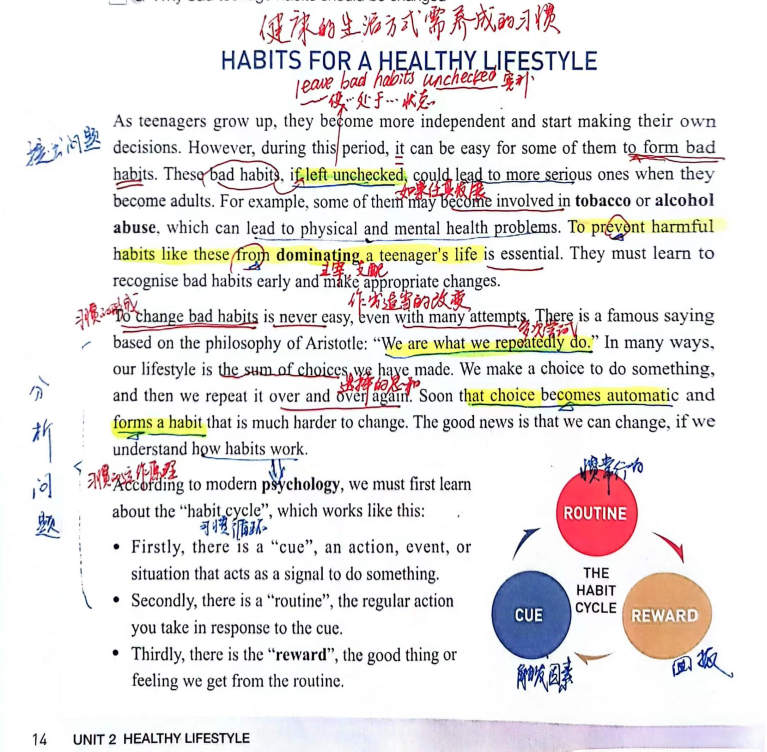 健康的生活方式需养成的习惯
HABITS FOR A HEALTHY LIFESTYLE
leave bad habits unchecked
使…处于…状态
As teenagers grow up, they become more independent and start making their own
提出问题
decisions. However, during this period, it can be easy for some of them to form bad
habits. These bad habits, if left unchecked, could lead to more serious ones when they
如果任其发展
become adults. For example, some of them may become involved in tobacco or alcohol
abuse, which can lead to physical and mental health problems. To prevent harmful
habits like these from dominating a teenager's life is essential. They must learn to
主宰,支配
recognise bad habits early and make appropriate changes.
作出适当的改变
习惯的形成
To change bad habits is never easy, even with many attempts. There is a famous saying
多次尝试
based on the philosophy of Aristotle: “We are what we repeatedly do.” In many ways,
our lifestyle is the sum of choices we have made. We make a choice to do something,
选择的总和
and then we repeat it over and over again. Soon that choice becomes automatic and
分析问题
forms a habit that is much harder to change. The good news is that we can change, if we
understand how habits work.
习惯的运作原理
According to modern psychology, we must first learn
about the “habit cycle”, which works like this:
习惯循环
• Firstly, there is a “cue”, an action, event, or
situation that acts as a signal to do something.
• Secondly, there is a “routine”, the regular action
you take in response to the cue.
• Thirdly, there is the “reward”, the good thing or
feeling we get from the routine.
惯常行为
ROUTINE
THE
HABIT
CYCLE
CUE
REWARD
触发因素
回报
14 UNIT 2 HEALTHY LIFESTYLE